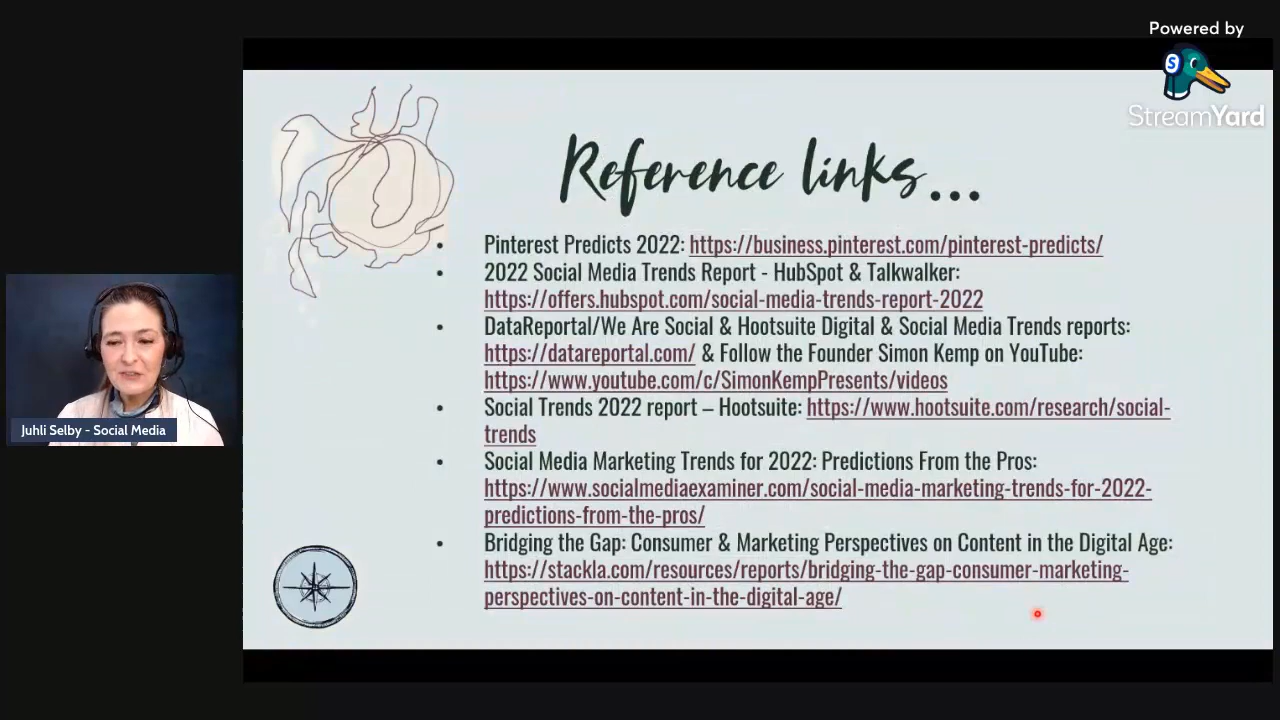 Powered by
StreamYard
Reference links...
• Pinterest Predicts 2022: https://business.pinterest.com/pinterest-predicts/
• 2022 Social Media Trends Report - HubSpot & Talkwalker:
https://offers.hubspot.com/social-media-trends-report-2022
• DataReportal/We Are Social & Hootsuite Digital & Social Media Trends reports:
https://datareportal.com/ & Follow the Founder Simon Kemp on YouTube:
https://www.youtube.com/c/SimonKempPresents/videos
• Social Trends 2022 report – Hootsuite: https://www.hootsuite.com/research/social-
trends
• Social Media Marketing Trends for 2022: Predictions From the Pros:
https://www.socialmediaexaminer.com/social-media-marketing-trends-for-2022-
predictions-from-the-pros/
• Bridging the Gap: Consumer & Marketing Perspectives on Content in the Digital Age:
https://stackla.com/resources/reports/bridging-the-gap-consumer-marketing-
perspectives-on-content-in-the-digital-age/
Juhli Selby - Social Media